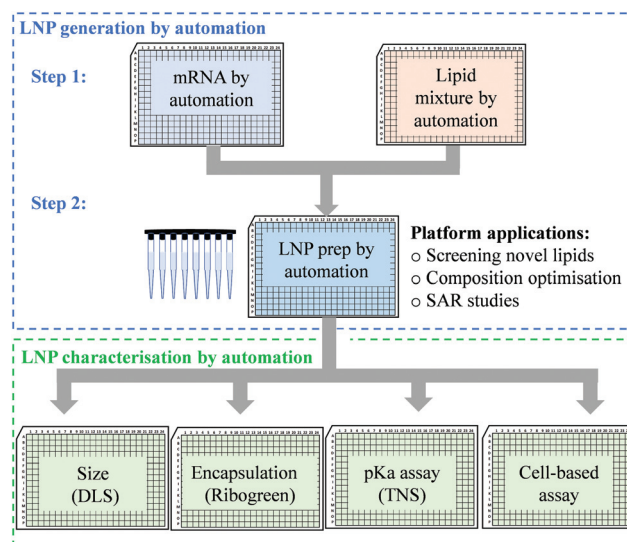 LNP generation by automation
Step 1:
mRNA by
automation
Lipid
mixture by
automation
Step 2:
LNP prep by
automation
Platform applications:
○ Screening novel lipids
○ Composition optimisation
○ SAR studies
LNP characterisation by automation
Size
(DLS)
Encapsulation
(Ribogreen)
pKa assay
(TNS)
Cell-based
assay